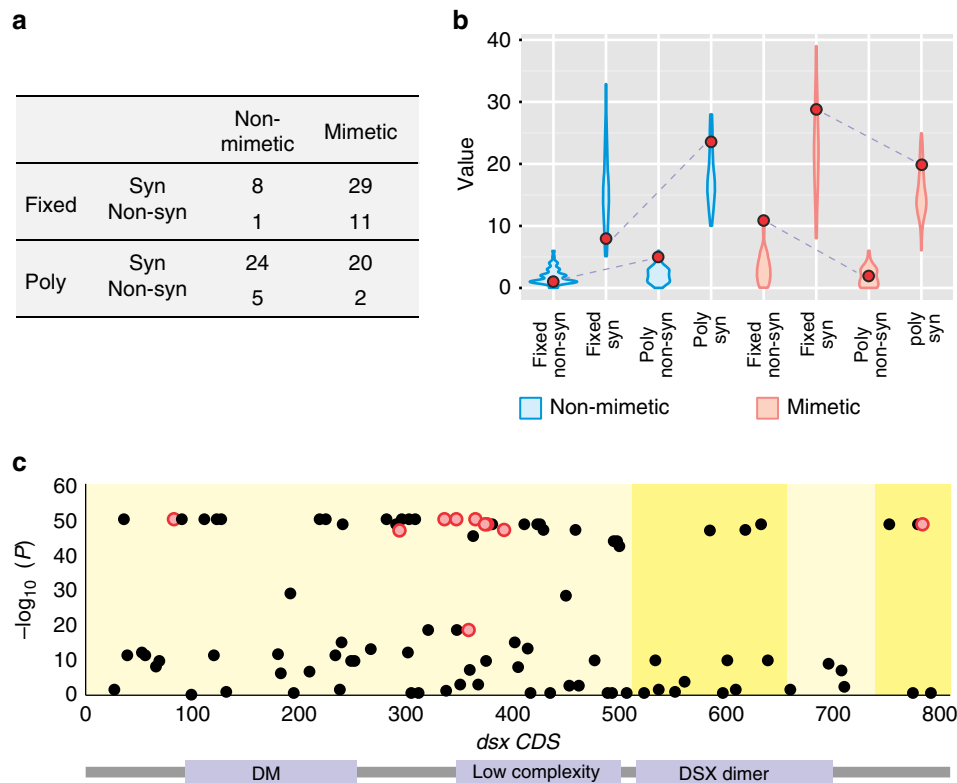 a
Non-
mimetic
Mimetic
Fixed
Syn
8
29
Non-syn
1
11
Poly
Syn
24
20
Non-syn
5
2
b
Value
40
30
20
10
0
Fixed
non-syn
Fixed
syn
Poly
non-syn
Poly
syn
Fixed
non-syn
Fixed
syn
Poly
non-syn
poly
syn
Non-mimetic
Mimetic
c
–log10 (P)
60
50
40
30
20
10
0
0 100 200 300 400 500 600 700 800
dsx CDS
DM
Low complexity
DSX dimer